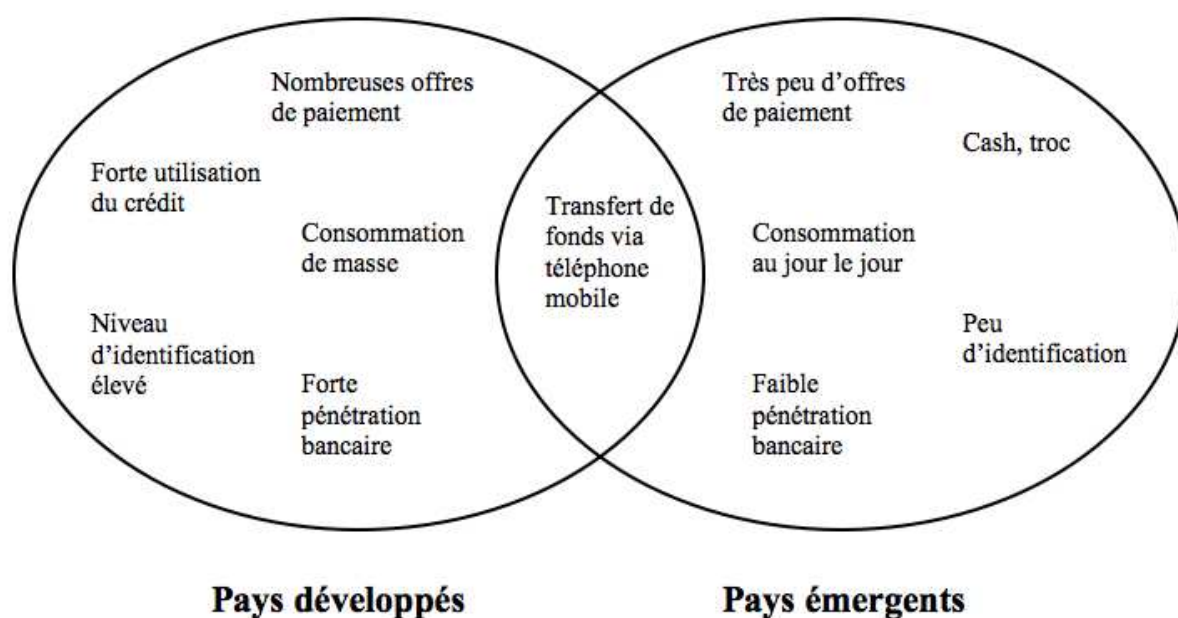 Nombreuses offres
de paiement
Forte utilisation
du crédit
Consommation
de masse
Niveau
d’identification
élevé
Forte
pénétration
bancaire
Transfert de
fonds via
téléphone
mobile
Très peu d’offres
de paiement
Cash, troc
Consommation
au jour le jour
Peu
d’identification
Faible
pénétration
bancaire
Pays développés
Pays émergents